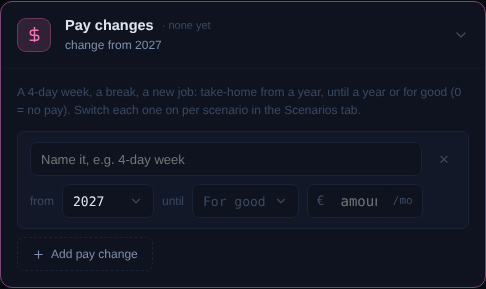 Pay changes · none yet
change from 2027
A 4-day week, a break, a new job: take-home from a year, until a year or for good (0
= no pay). Switch each one on per scenario in the Scenarios tab.
Name it, e.g. 4-day week ×
from 2027 until For good € amour /mo
+ Add pay change